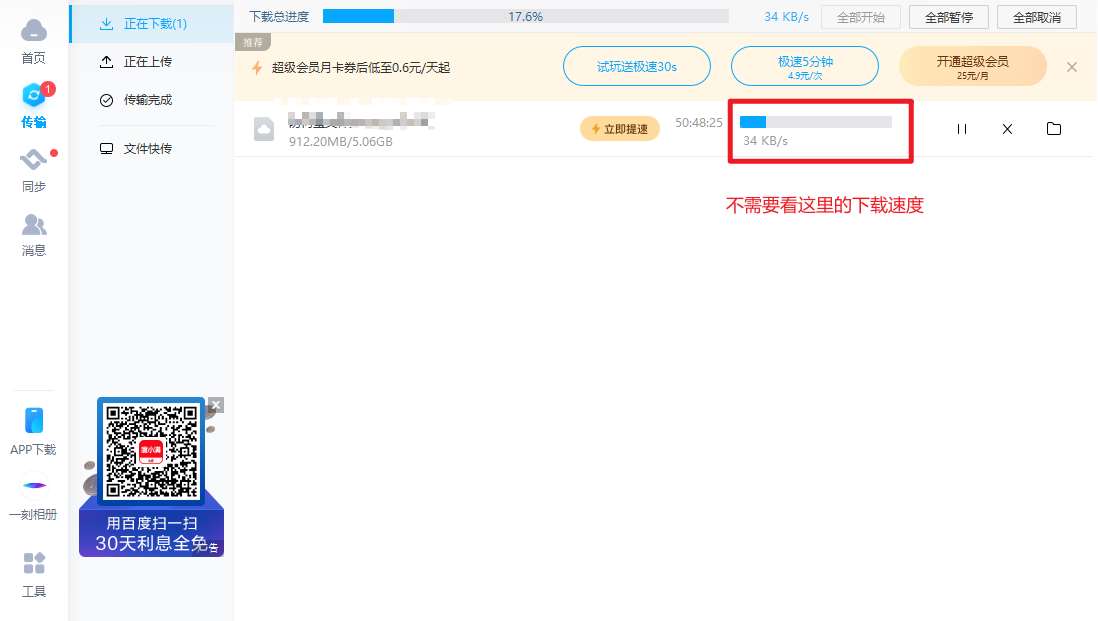 首页
1
传输
同步
消息
APP下载
一刻相册
工具
正在下载(1)
正在上传
传输完成
文件快传
用百度扫一扫
30天利息全免
广告
下载总进度
17.6%
34 KB/s
全部开始
全部暂停
全部取消
推荐
超级会员月卡券后低至0.6元/天起
试玩送极速30s
极速5分钟
4.9元/次
开通超级会员
25元/月
912.20MB/5.06GB
立即提速
50:48:25
34 KB/s
不需要看这里的下载速度